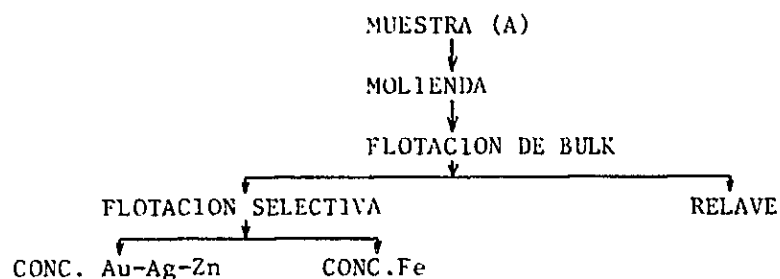 MUESTRA (A)
MOLIENDA
FLOTACION DE BULK
FLOTACION SELECTIVA RELAVE
CONC. Au-Ag-Zn CONC.Fe